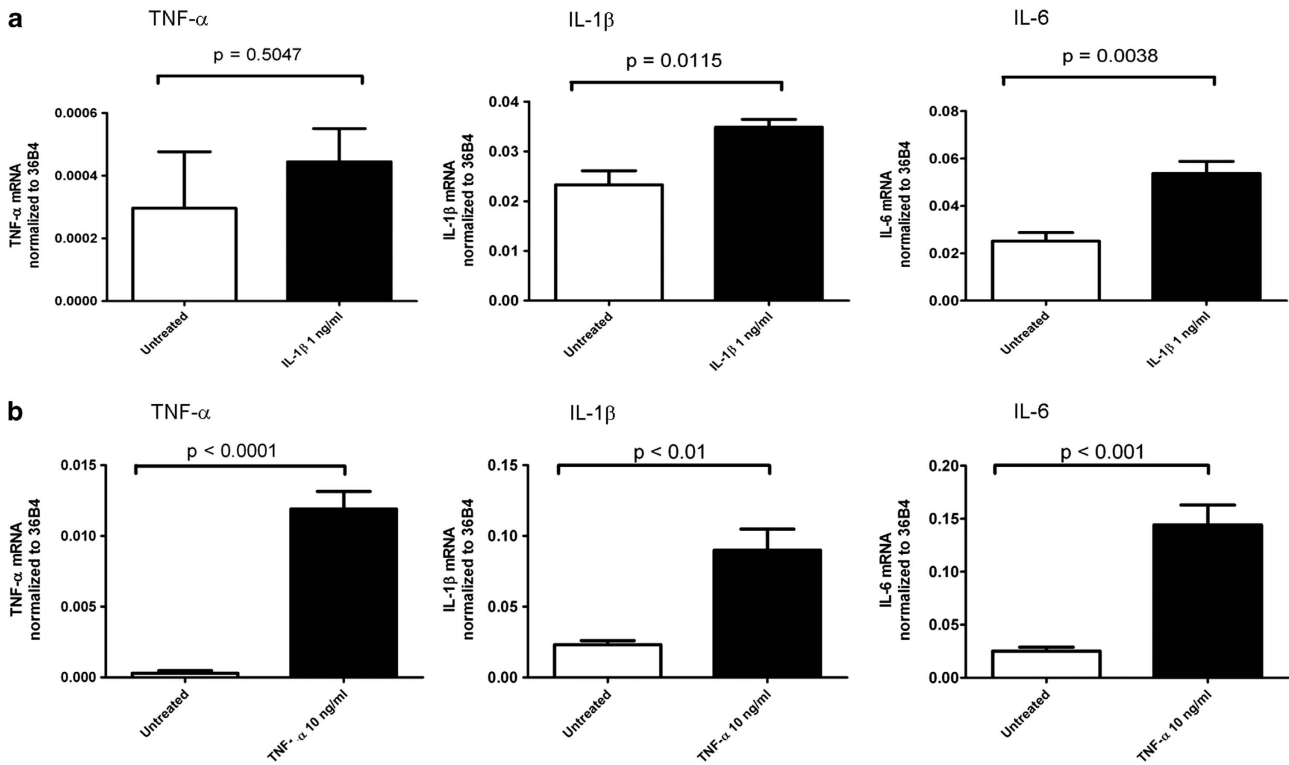 a
TNF-α
p = 0.5047
TNF-α mRNA
normalized to 36B4
0.0006
0.0004
0.0002
0.0000
Untreated
IL-1β 1 ng/ml
IL-1β
p = 0.0115
IL-1β mRNA
normalized to 36B4
0.04
0.03
0.02
0.01
0.00
Untreated
IL-1β 1 ng/ml
IL-6
p = 0.0038
IL-6 mRNA
normalized to 36B4
0.08
0.06
0.04
0.02
0.00
Untreated
IL-1β 1 ng/ml
b
TNF-α
p < 0.0001
TNF-α mRNA
normalized to 36B4
0.015
0.010
0.005
0.000
Untreated
TNF-α 10 ng/ml
IL-1β
p < 0.01
IL-1β mRNA
normalized to 36B4
0.15
0.10
0.05
0.00
Untreated
TNF-α 10 ng/ml
IL-6
p < 0.001
IL-6 mRNA
normalized to 36B4
0.20
0.15
0.10
0.05
0.00
Untreated
TNF-α 10 ng/ml